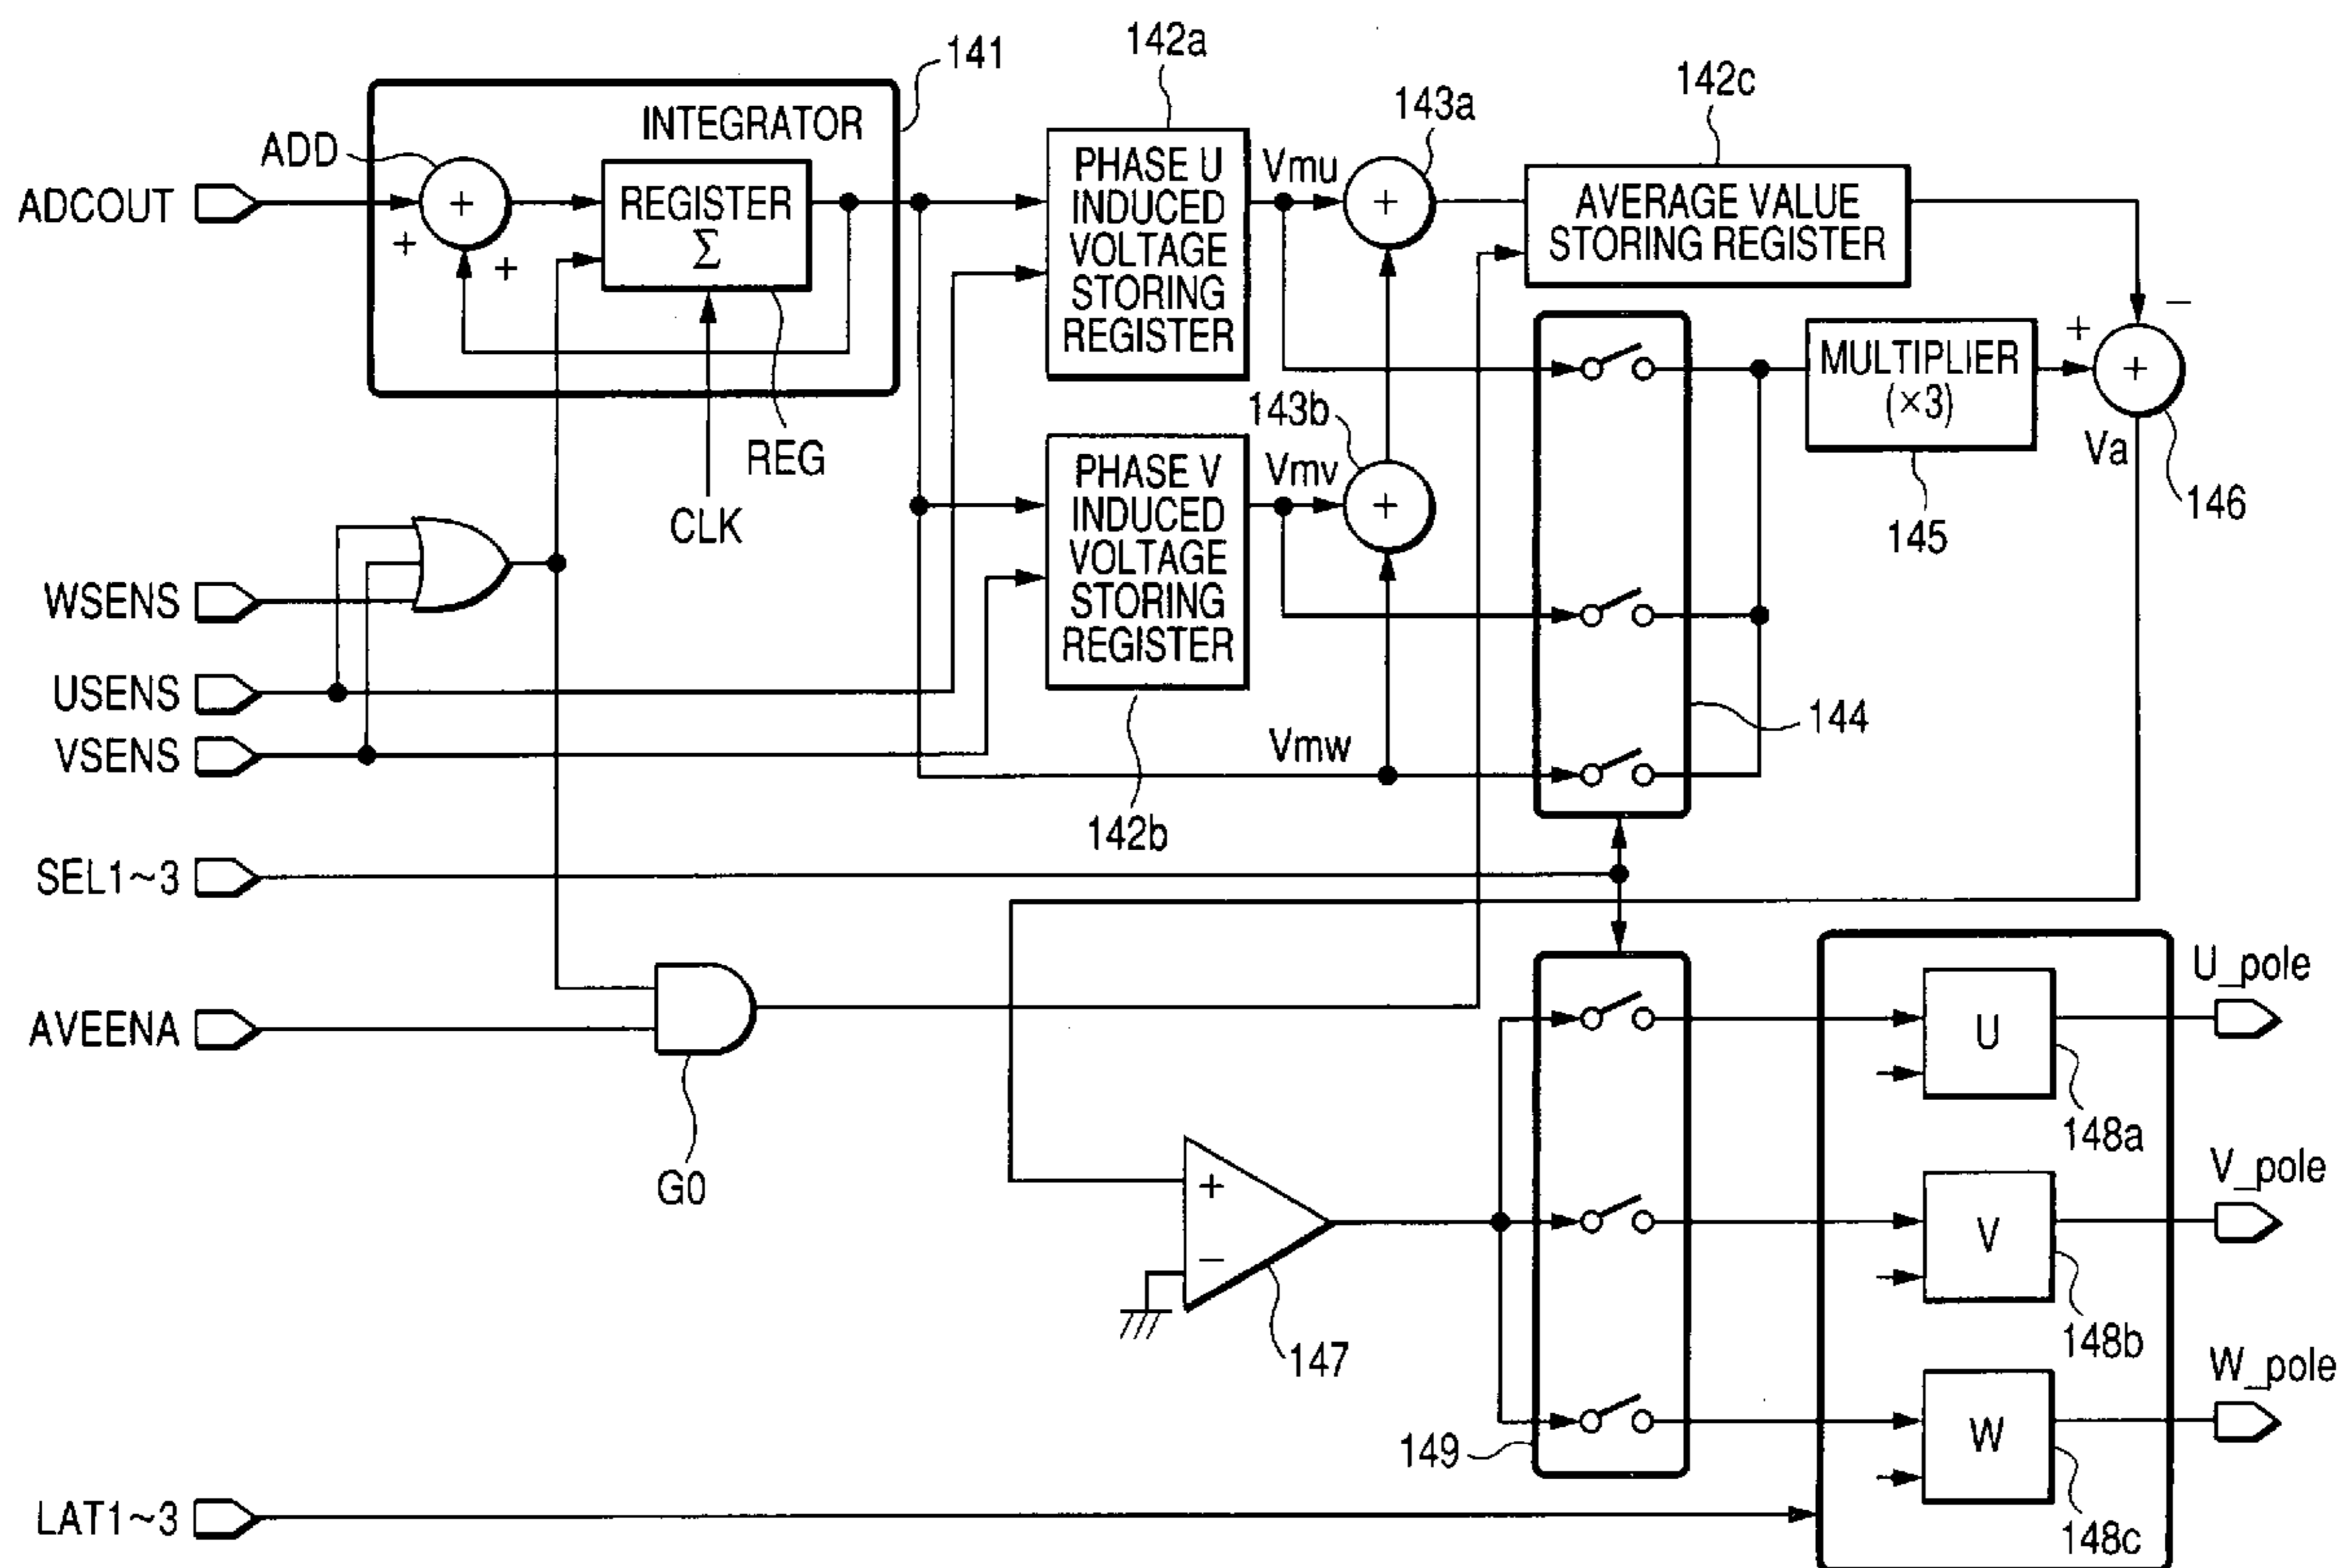 141
142a
142c
143a
INTEGRATOR
ADD
ADCOUT
+
+
+
REGISTER
Σ
REG
CLK
PHASE U
INDUCED
VOLTAGE
STORING
REGISTER
Vmu
+
AVERAGE VALUE
STORING REGISTER
−
+
MULTIPLIER
(×3)
+
Va
146
145
143b
PHASE V
INDUCED
VOLTAGE
STORING
REGISTER
Vmv
+
WSENS
USENS
VSENS
Vmw
144
142b
SEL1~3
AVEENA
G0
+
−
147
149
U
148a
U_pole
V
148b
V_pole
W
148c
W_pole
LAT1~3